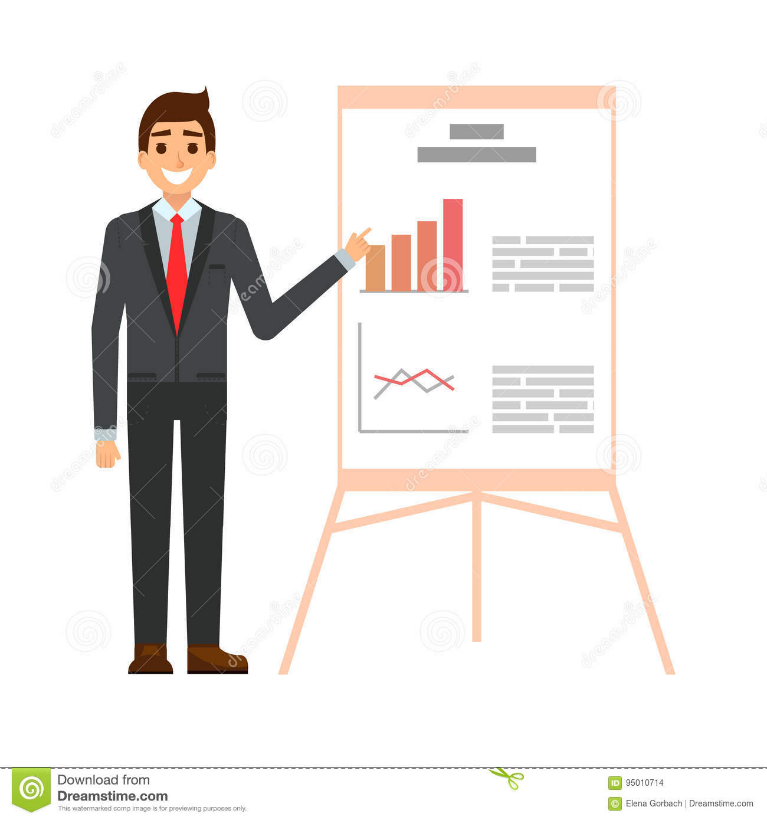 Download from
Dreamstime.com
This watermarked comp image is for previewing purposes only.
ID 95010714
© Elena Gorbach | Dreamstime.com